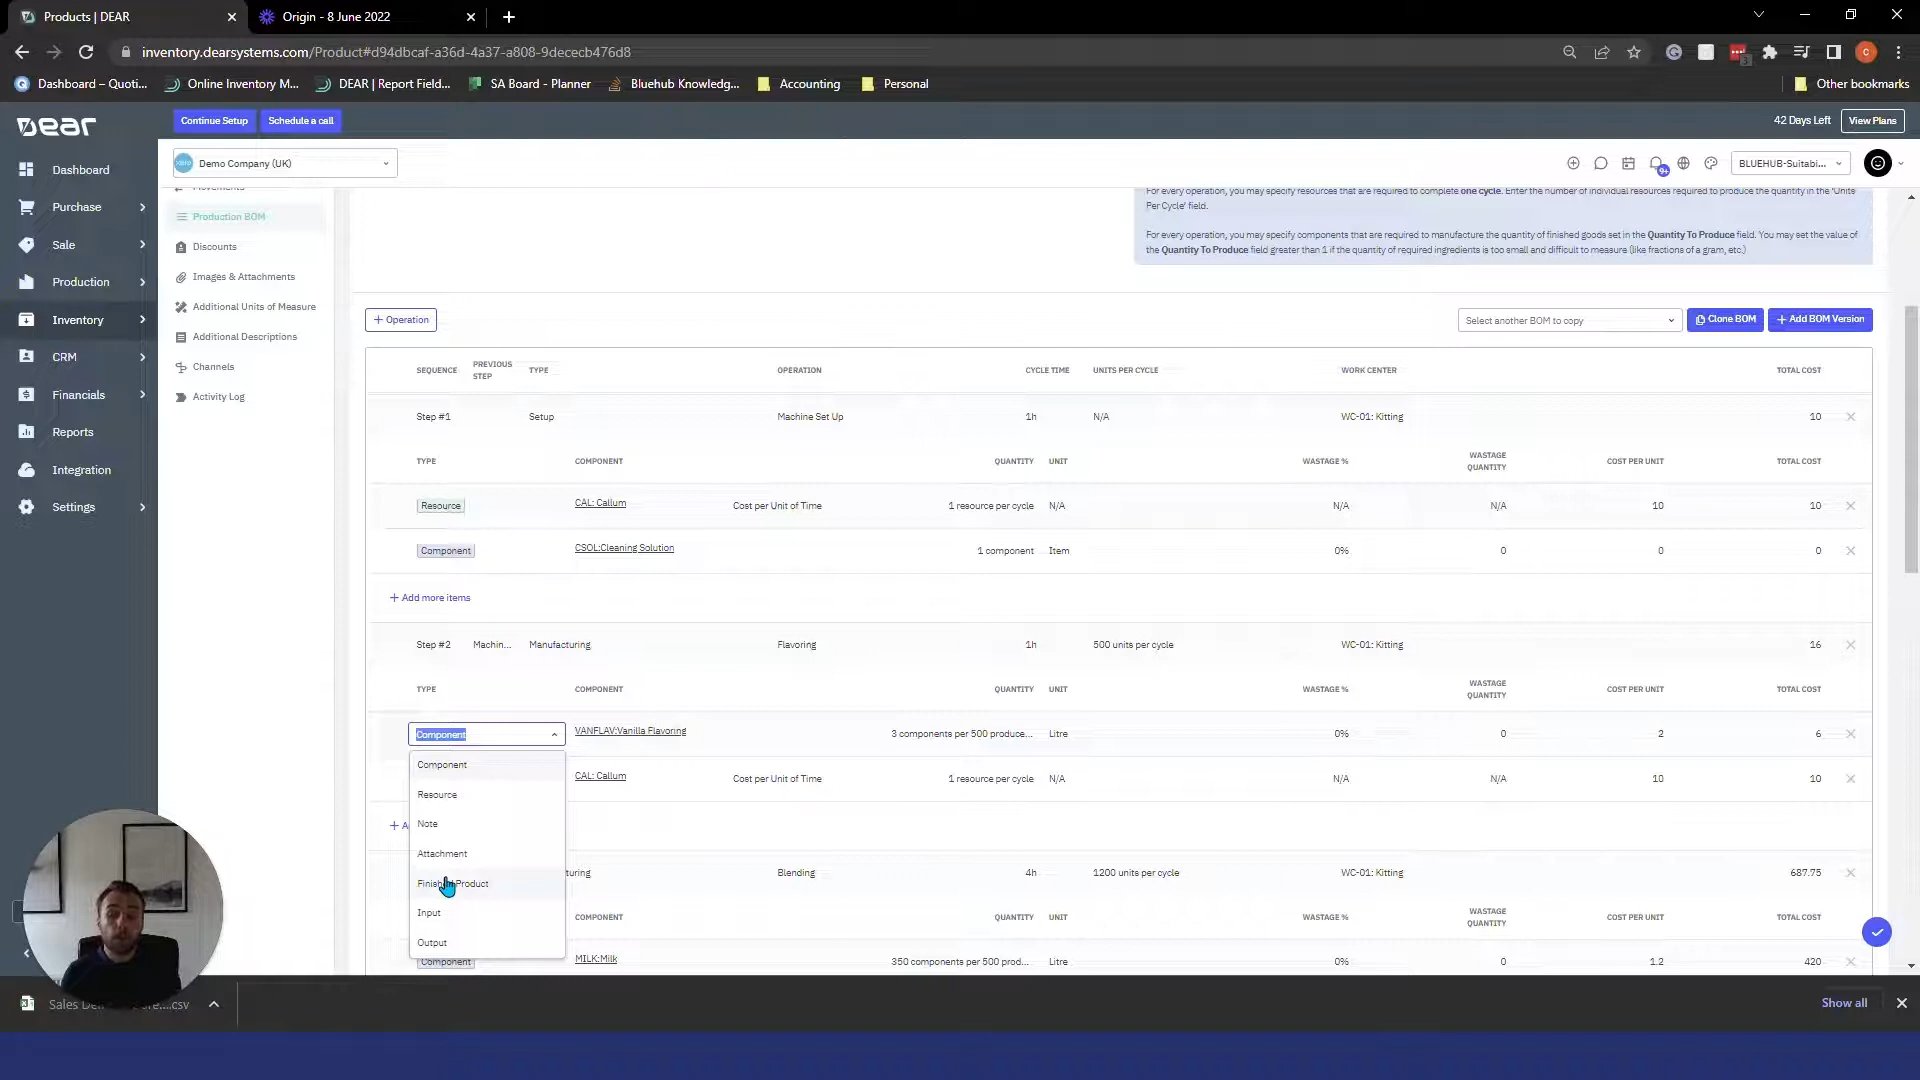 Products | DEAR
Origin - 8 June 2022
inventory.dearsystems.com/Product#d94dbcaf-a36d-4a37-a808-9dececb476d8
3
C
Dashboard – Quoti...
Online Inventory M...
DEAR | Report Field...
SA Board - Planner
Bluehub Knowledg...
Accounting
Personal
Other bookmarks
Dear
Continue Setup
Schedule a call
42 Days Left
View Plans
Demo Company (UK)
9+
BLUEHUB-Suitabi...
Dashboard
Purchase
Sale
Production
Inventory
CRM
Financials
Reports
Integration
Settings
Movements
Production BOM
Discounts
Images & Attachments
Additional Units of Measure
Additional Descriptions
Channels
Activity Log
For every operation, you may specify resources that are required to complete one cycle. Enter the number of individual resources required to produce the quantity in the 'Units
Per Cycle' field.
For every operation, you may specify components that are required to manufacture the quantity of finished goods set in the Quantity To Produce field. You may set the value of
the Quantity To Produce field greater than 1 if the quantity of required ingredients is too small and difficult to measure (like fractions of a gram, etc.)
+ Operation
Select another BOM to copy
Clone BOM
+ Add BOM Version
SEQUENCE PREVIOUS STEP TYPE OPERATION CYCLE TIME UNITS PER CYCLE WORK CENTER TOTAL COST
Step #1 Setup Machine Set Up 1h N/A WC-01: Kitting 10
TYPE COMPONENT QUANTITY UNIT WASTAGE % WASTAGE QUANTITY COST PER UNIT TOTAL COST
Resource CAL: Callum Cost per Unit of Time 1 resource per cycle N/A N/A N/A 10 10
Component CSOL:Cleaning Solution 1 component Item 0% 0 0 0
+ Add more items
Step #2 Machin... Manufacturing Flavoring 1h 500 units per cycle WC-01: Kitting 16
TYPE COMPONENT QUANTITY UNIT WASTAGE % WASTAGE QUANTITY COST PER UNIT TOTAL COST
Component VANFLAV:Vanilla Flavoring 3 components per 500 produce... Litre 0% 0 2 6
Component
CAL: Callum Cost per Unit of Time 1 resource per cycle N/A N/A N/A 10 10
Resource
Note
+ A
Attachment
turing Blending 4h 1200 units per cycle WC-01: Kitting 687.75
Finished Product
Input
COMPONENT QUANTITY UNIT WASTAGE % WASTAGE QUANTITY COST PER UNIT TOTAL COST
Output
Component MILK:Milk 350 components per 500 prod... Litre 0% 0 1.2 420
Show all